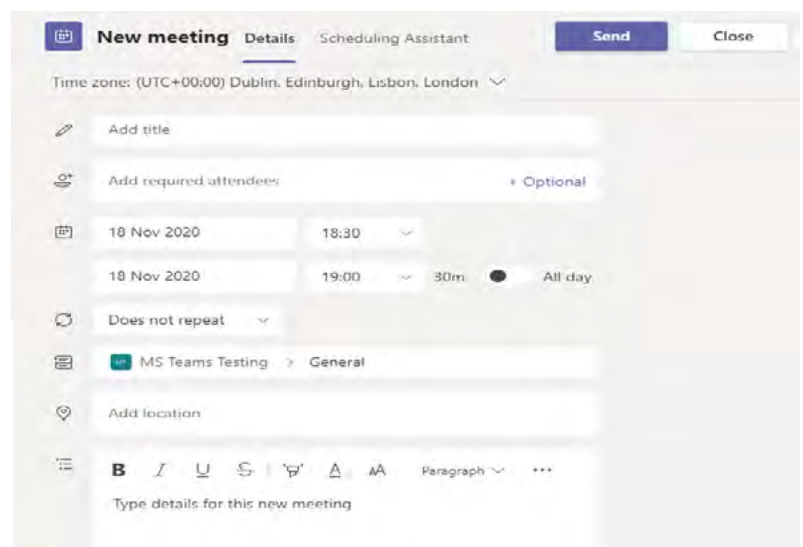 New meeting Details Scheduling Assistant Send Close
Time zone: (UTC+00:00) Dublin, Edinburgh, Lisbon, London
Add title
Add required attendees + Optional
18 Nov 2020 18:30
18 Nov 2020 19:00 30m All day
Does not repeat
MT MS Teams Testing > General
Add location
B I U S A AA Paragraph ...
Type details for this new meeting